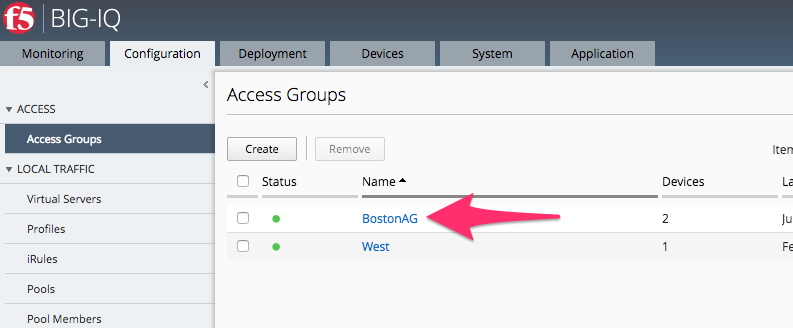 f5 BIG-IQ
Monitoring Configuration Deployment Devices System Application
ACCESS
Access Groups
LOCAL TRAFFIC
Virtual Servers
Profiles
iRules
Pools
Pool Members
Access Groups
Create Remove Item
Status Name Devices La
BostonAG 2 Ju
West 1 Fe